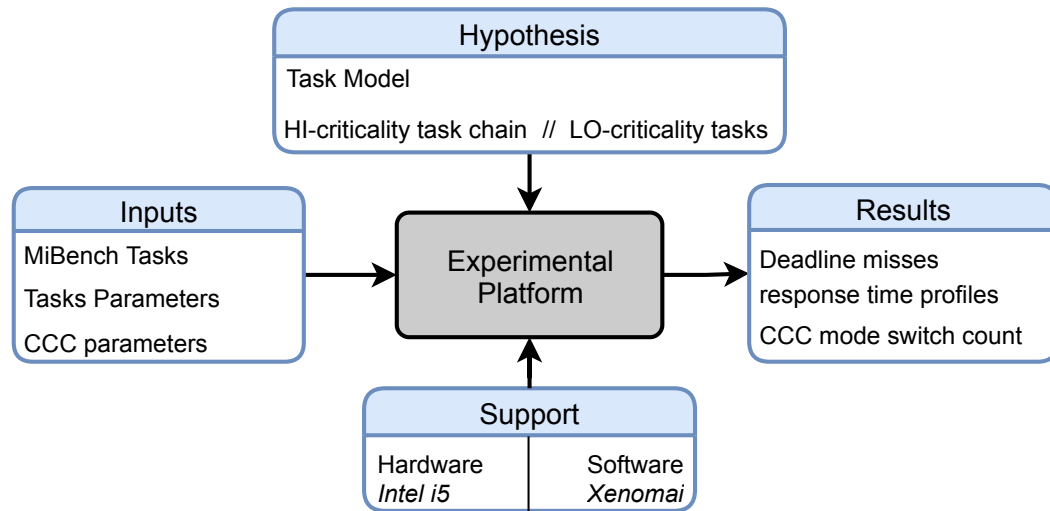 Hypothesis
Task Model
HI-criticality task chain // LO-criticality tasks
Inputs
MiBench Tasks
Tasks Parameters
CCC parameters
Experimental
Platform
Results
Deadline misses
response time profiles
CCC mode switch count
Support
Hardware
Intel i5
Software
Xenomai